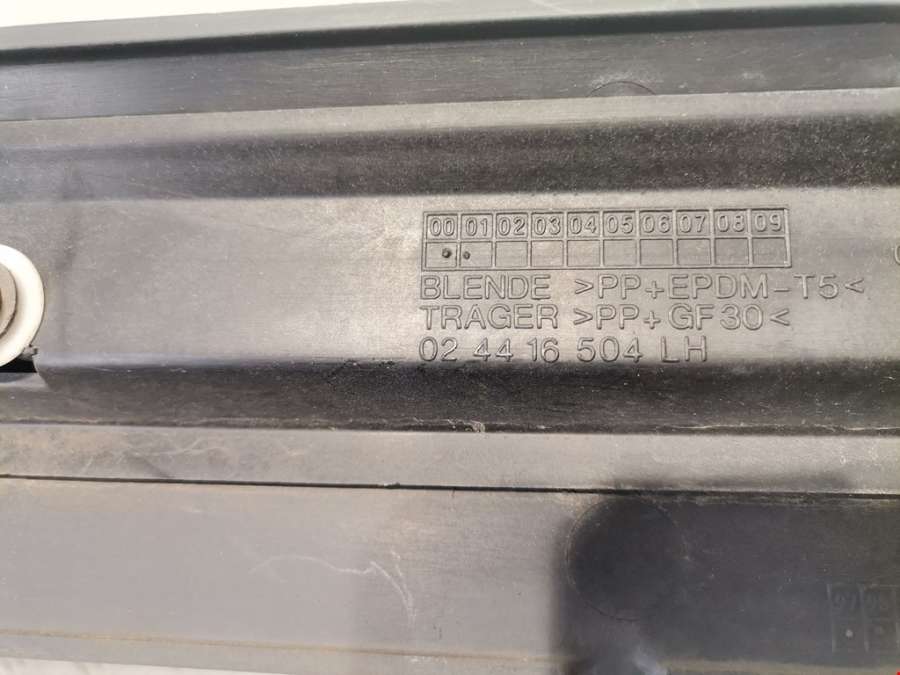 00 01 02 03 04 05 06 07 08 09
BLENDE >PP+EPDM-T5<
TRAGER >PP+GF30<
02 44 16 504 LH